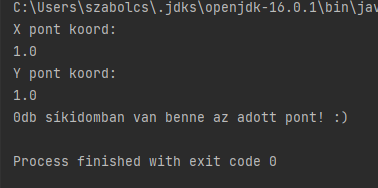 C:\Users\szabolcs\.jdks\openjdk-16.0.1\bin\jav
X pont koord:
1.0
Y pont koord:
1.0
0db síkidomban van benne az adott pont! :)
Process finished with exit code 0